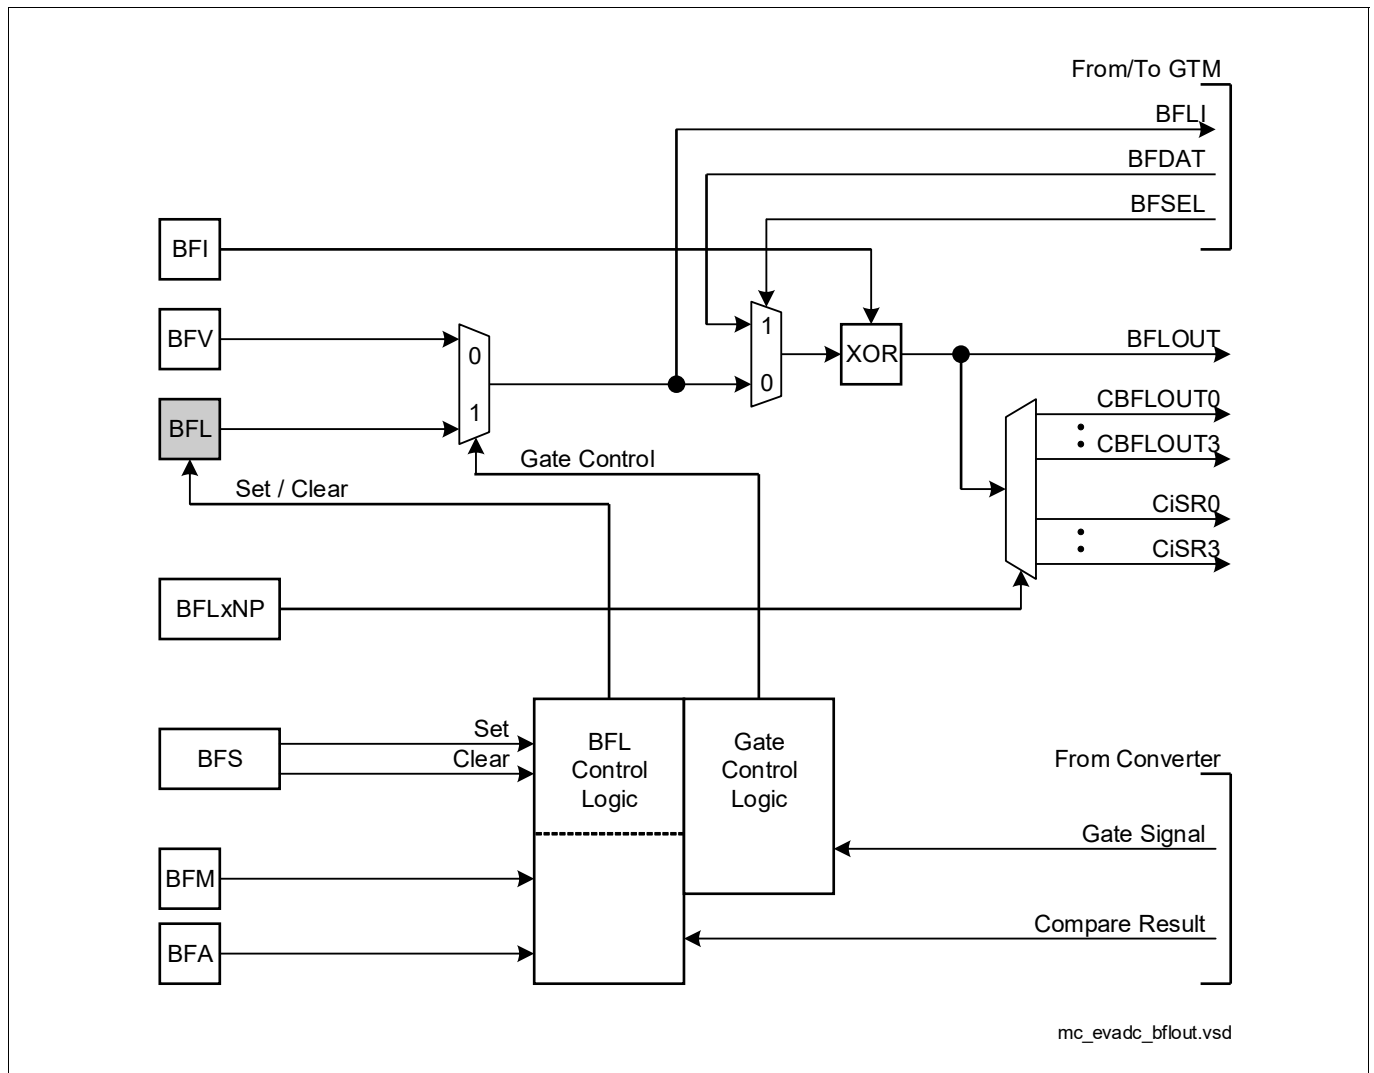 From/To GTM
BFLI
BFDAT
BFSEL
BFI
BFV
0
1
XOR
BFLOUT
BFL
1
0
CBFLOUT0
CBFLOUT3
Gate Control
Set / Clear
CiSR0
CiSR3
BFLxNP
BFS
Set
Clear
BFL
Control
Logic
Gate
Control
Logic
From Converter
Gate Signal
BFM
Compare Result
BFA
mc_evadc_bflout.vsd